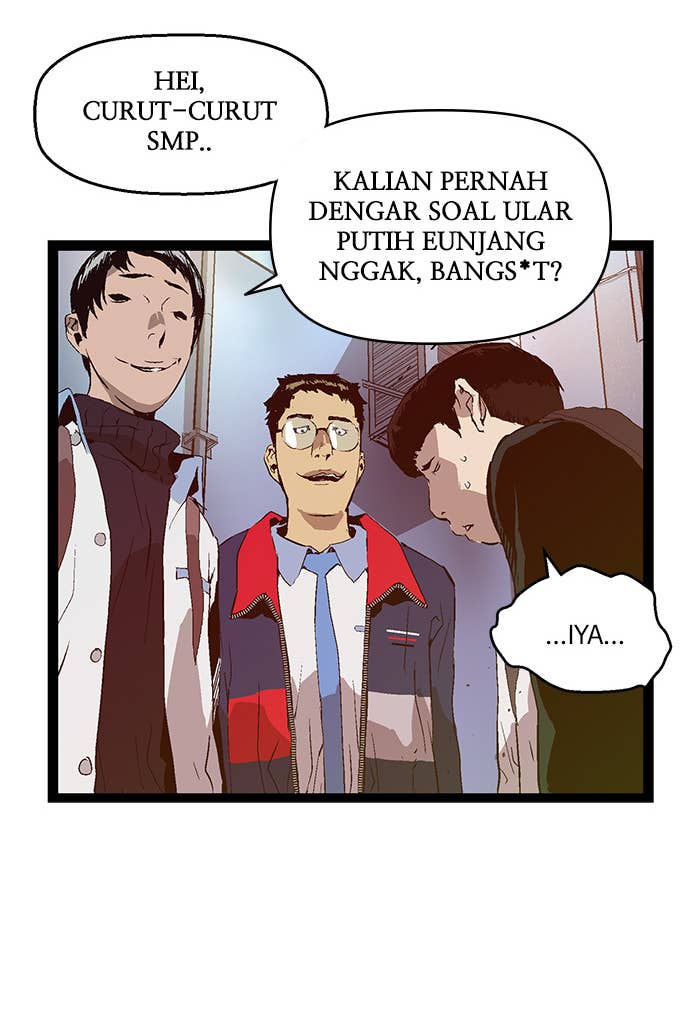 HEI,
CURUT-CURUT
SMP..
KALIAN PERNAH
DENGAR SOAL ULAR
PUTIH EUNJANG
NGGAK, BANGS*T?
...IYA...